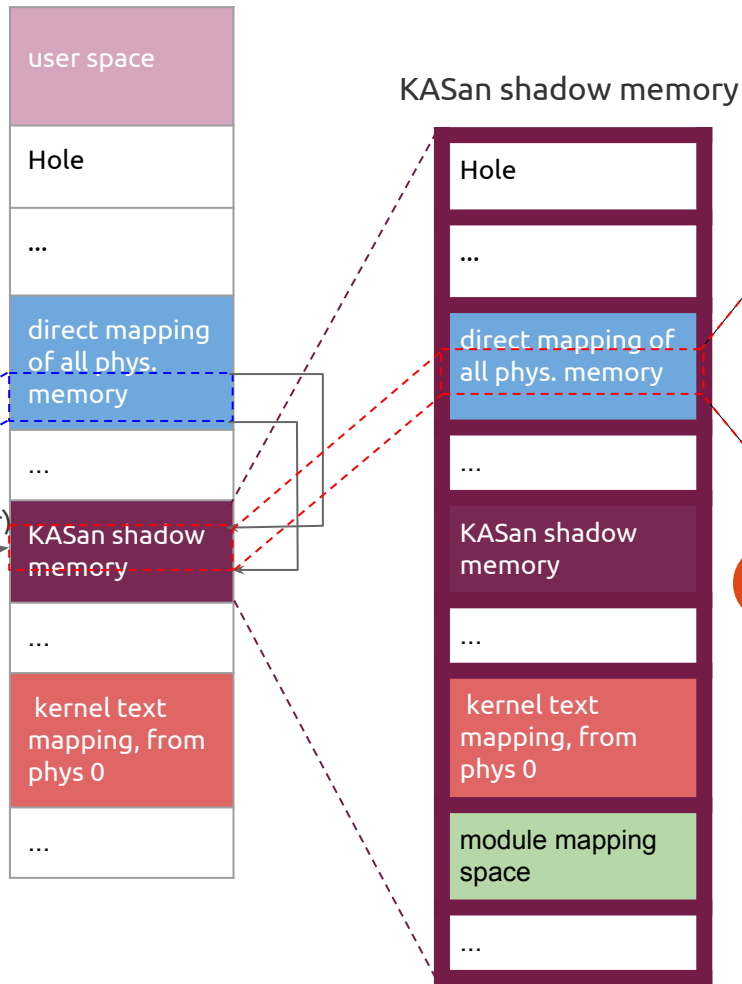 user space
KASan shadow memory
Hole
...
direct mapping
of all phys.
memory
...
)
KASan shadow
memory
...
kernel text
mapping, from
phys 0
...
Hole
...
direct mapping of
all phys. memory
...
KASan shadow
memory
...
kernel text
mapping, from
phys 0
module mapping
space
...